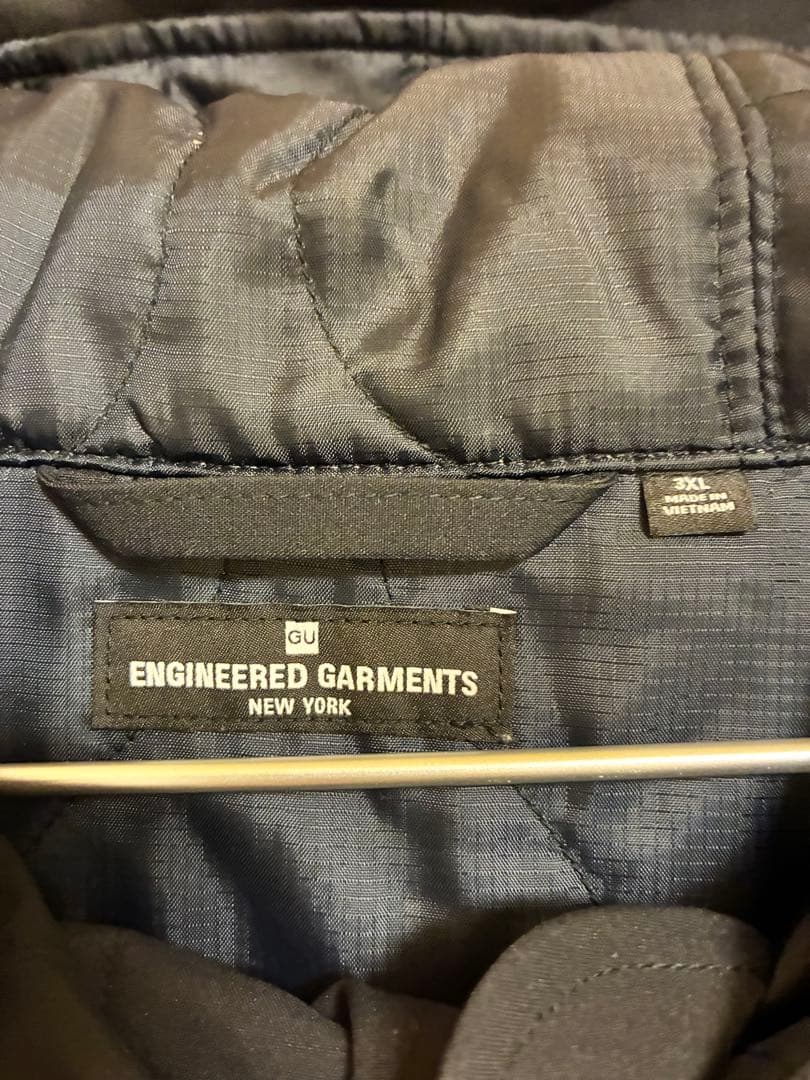 3XL
MADE IN
VIETNAM
GU
ENGINEERED GARMENTS
NEW YORK